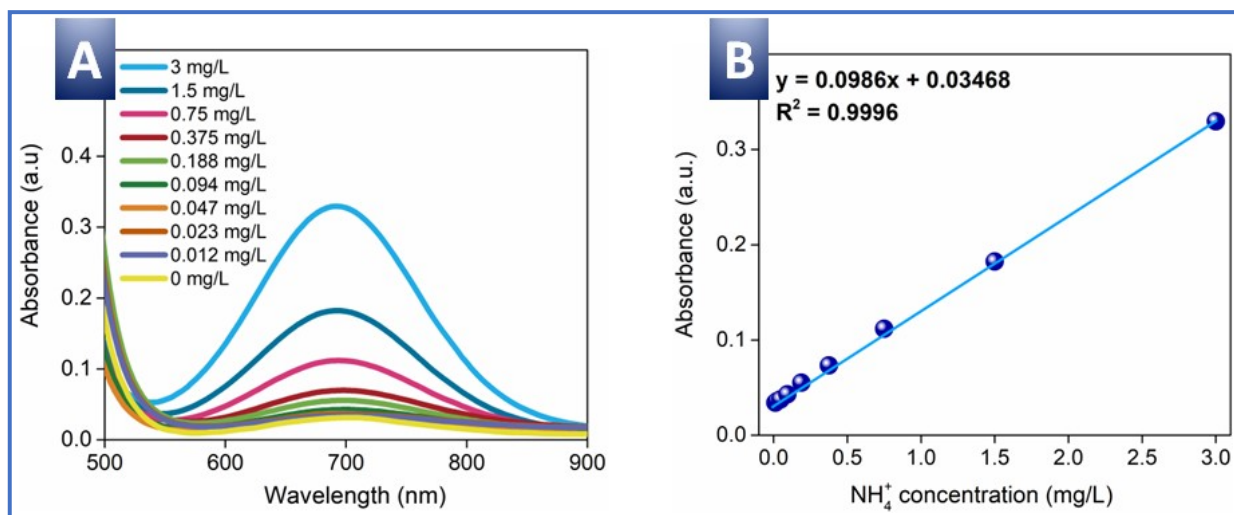 A
3 mg/L
1.5 mg/L
0.75 mg/L
0.375 mg/L
0.188 mg/L
0.094 mg/L
0.047 mg/L
0.023 mg/L
0.012 mg/L
0 mg/L
Absorbance (a.u)
0.4
0.3
0.2
0.1
0.0
500 600 700 800 900
Wavelength (nm)
B
y = 0.0986x + 0.03468
R² = 0.9996
Absorbance (a.u.)
0.3
0.2
0.1
0.0
0.0 0.5 1.0 1.5 2.0 2.5 3.0
NH₄⁺ concentration (mg/L)